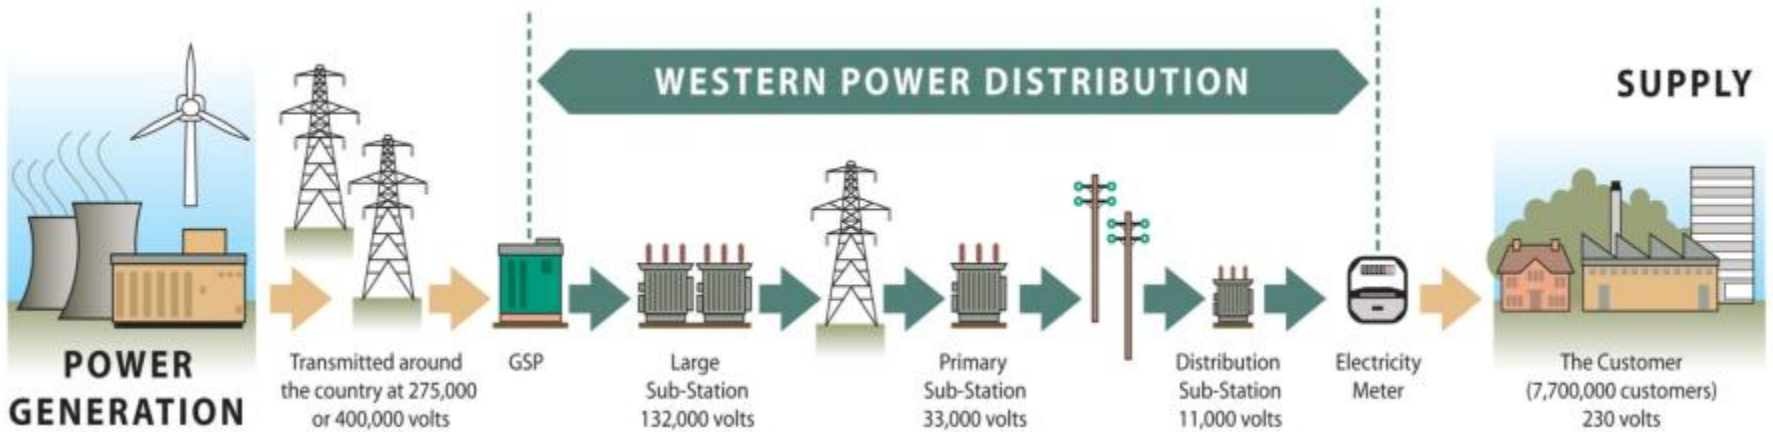 WESTERN POWER DISTRIBUTION
SUPPLY
POWER
GENERATION
Transmitted around
the country at 275,000
or 400,000 volts
GSP
Large
Sub-Station
132,000 volts
Primary
Sub-Station
33,000 volts
Distribution
Sub-Station
11,000 volts
Electricity
Meter
The Customer
(7,700,000 customers)
230 volts